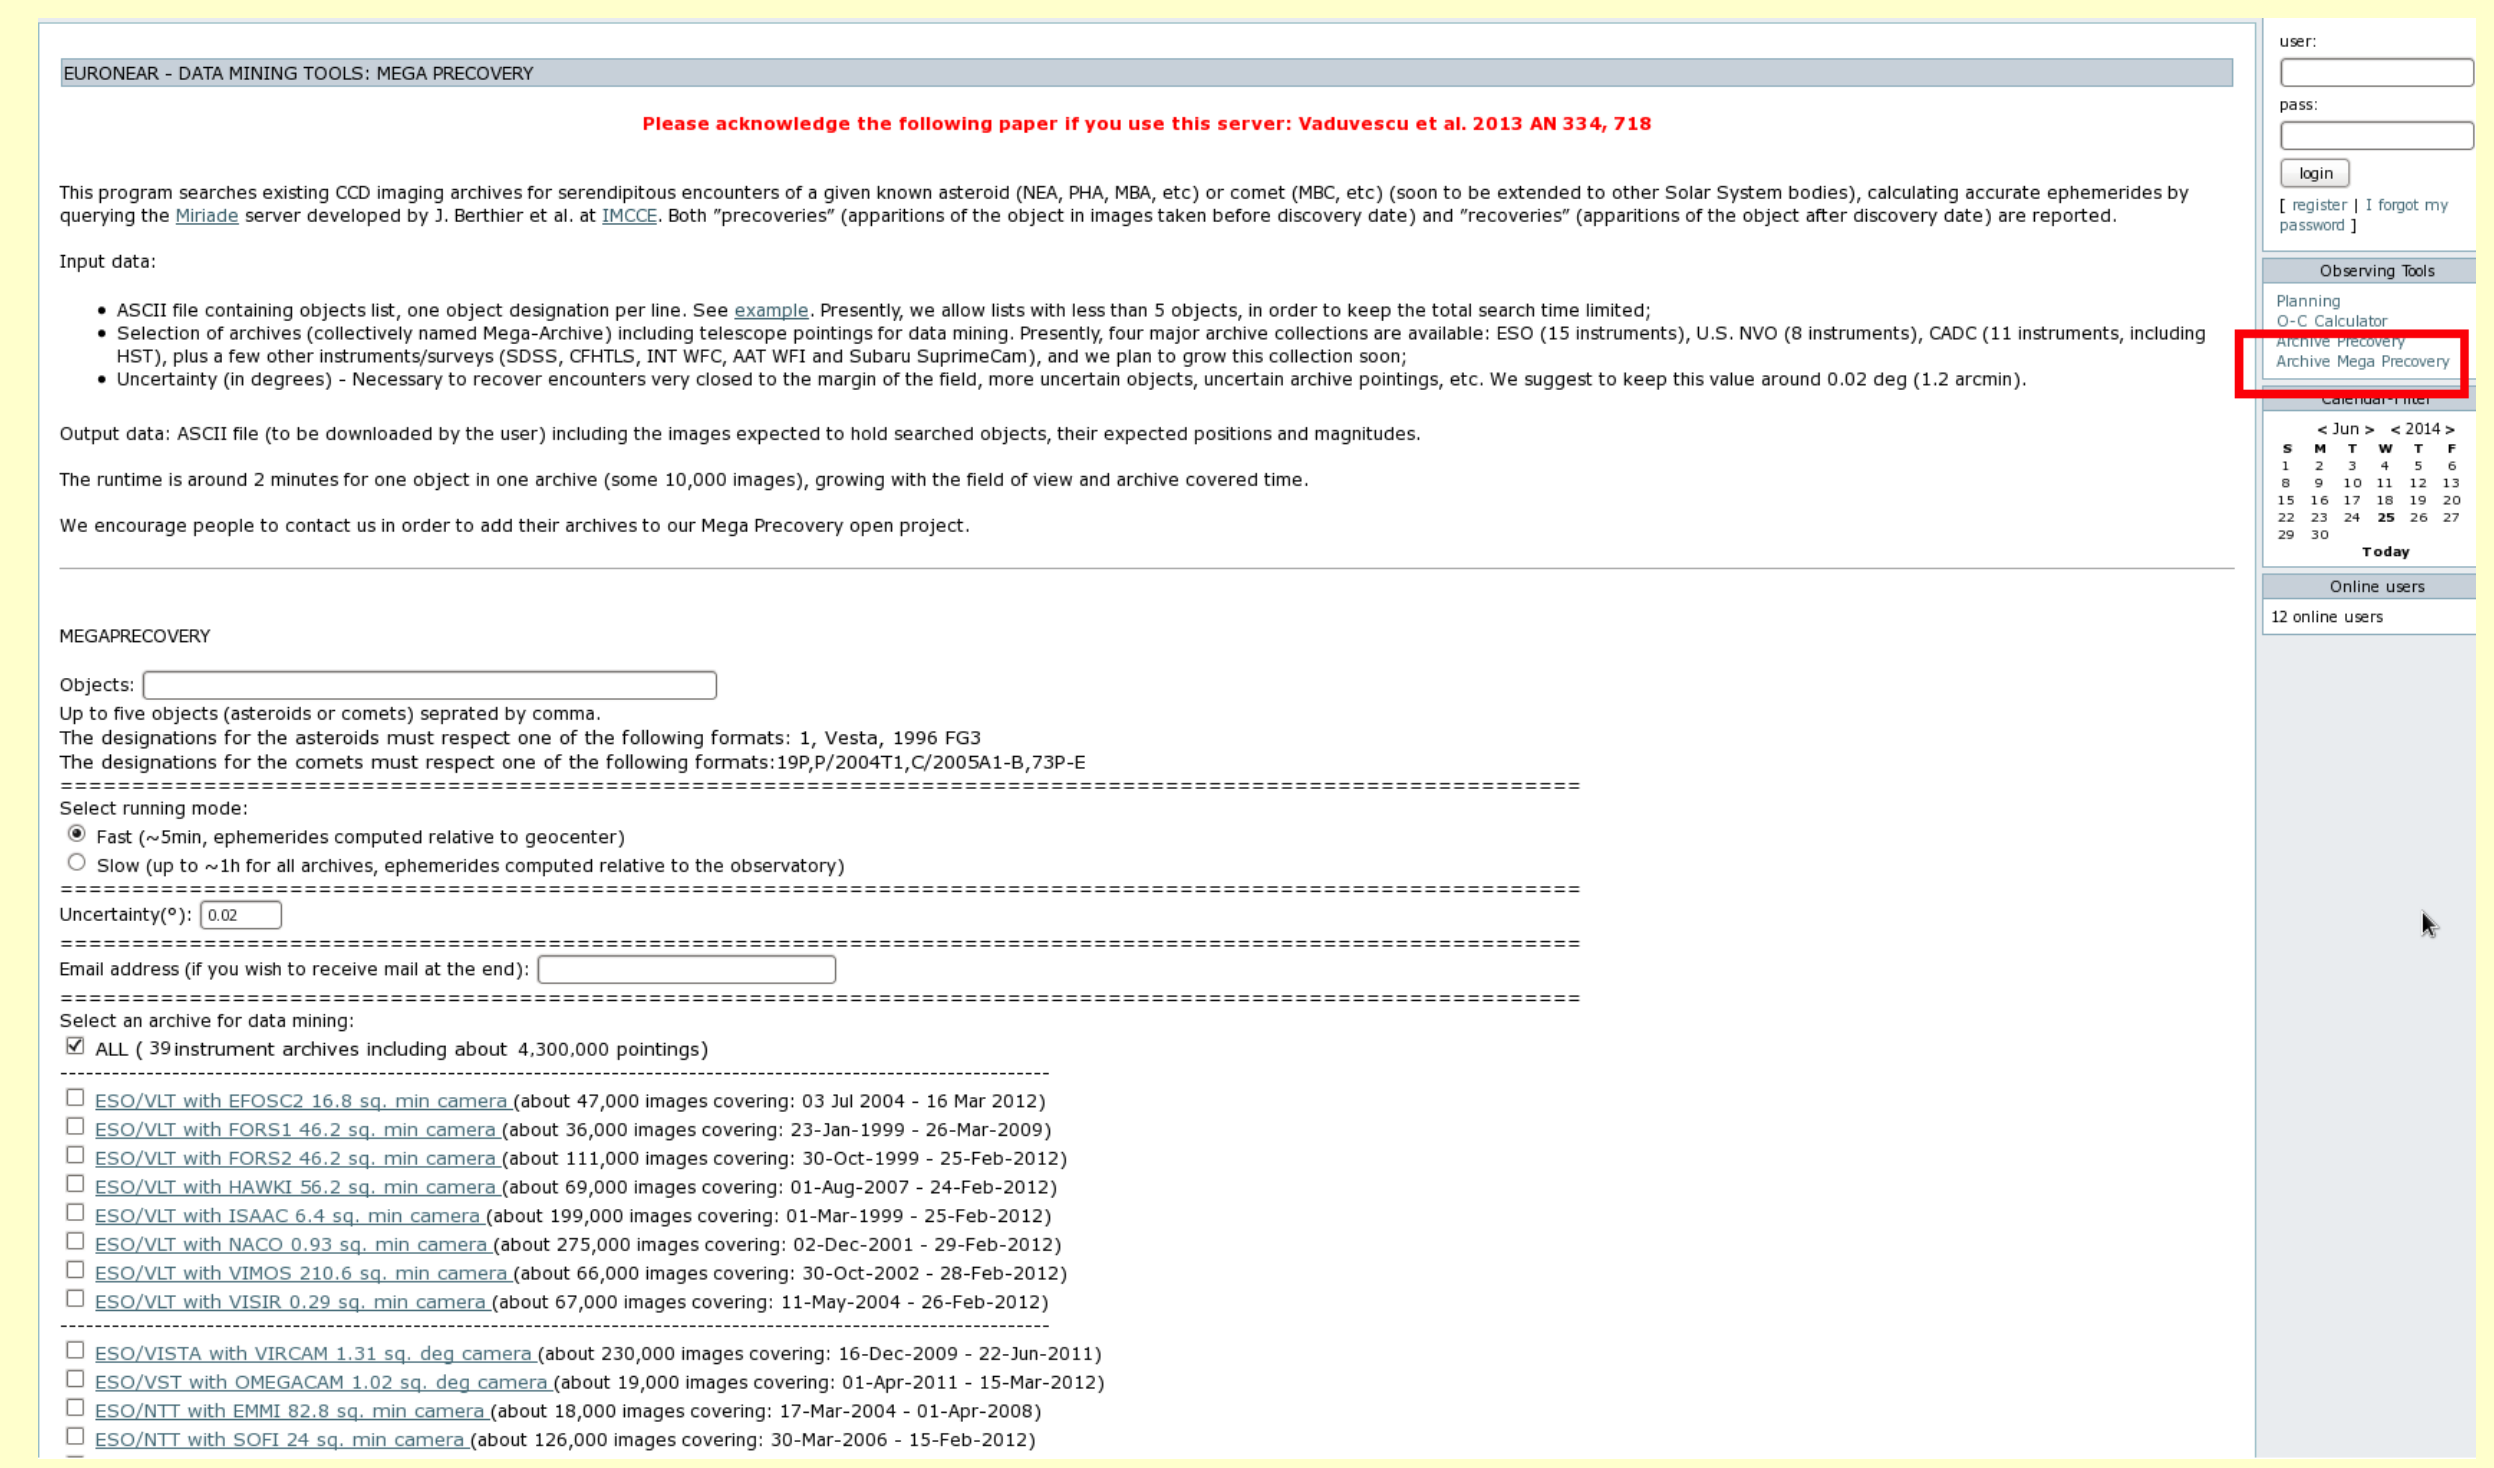 EURONEAR - DATA MINING TOOLS: MEGA PRECOVERY
Please acknowledge the following paper if you use this server: Vaduvescu et al. 2013 AN 334, 718
This program searches existing CCD imaging archives for serendipitous encounters of a given known asteroid (NEA, PHA, MBA, etc) or comet (MBC, etc) (soon to be extended to other Solar System bodies), calculating accurate ephemerides by
querying the Miriade server developed by J. Berthier et al. at IMCCE. Both "precoveries" (apparitions of the object in images taken before discovery date) and "recoveries" (apparitions of the object after discovery date) are reported.
Input data:
• ASCII file containing objects list, one object designation per line. See example. Presently, we allow lists with less than 5 objects, in order to keep the total search time limited;
• Selection of archives (collectively named Mega-Archive) including telescope pointings for data mining. Presently, four major archive collections are available: ESO (15 instruments), U.S. NVO (8 instruments), CADC (11 instruments, including
HST), plus a few other instruments/surveys (SDSS, CFHTLS, INT WFC, AAT WFI and Subaru SuprimeCam), and we plan to grow this collection soon;
• Uncertainty (in degrees) - Necessary to recover encounters very closed to the margin of the field, more uncertain objects, uncertain archive pointings, etc. We suggest to keep this value around 0.02 deg (1.2 arcmin).
Output data: ASCII file (to be downloaded by the user) including the images expected to hold searched objects, their expected positions and magnitudes.
The runtime is around 2 minutes for one object in one archive (some 10,000 images), growing with the field of view and archive covered time.
We encourage people to contact us in order to add their archives to our Mega Precovery open project.
MEGAPRECOVERY
Objects:
Up to five objects (asteroids or comets) seprated by comma.
The designations for the asteroids must respect one of the following formats: 1, Vesta, 1996 FG3
The designations for the comets must respect one of the following formats:19P,P/2004T1,C/2005A1-B,73P-E
Select running mode:
Fast (~5min, ephemerides computed relative to geocenter)
Slow (up to ~1h for all archives, ephemerides computed relative to the observatory)
Uncertainty(°): 0.02
Email address (if you wish to receive mail at the end):
Select an archive for data mining:
ALL ( 39 instrument archives including about 4,300,000 pointings)
ESO/VLT with EFOSC2 16.8 sq. min camera (about 47,000 images covering: 03 Jul 2004 - 16 Mar 2012)
ESO/VLT with FORS1 46.2 sq. min camera (about 36,000 images covering: 23-Jan-1999 - 26-Mar-2009)
ESO/VLT with FORS2 46.2 sq. min camera (about 111,000 images covering: 30-Oct-1999 - 25-Feb-2012)
ESO/VLT with HAWKI 56.2 sq. min camera (about 69,000 images covering: 01-Aug-2007 - 24-Feb-2012)
ESO/VLT with ISAAC 6.4 sq. min camera (about 199,000 images covering: 01-Mar-1999 - 25-Feb-2012)
ESO/VLT with NACO 0.93 sq. min camera (about 275,000 images covering: 02-Dec-2001 - 29-Feb-2012)
ESO/VLT with VIMOS 210.6 sq. min camera (about 66,000 images covering: 30-Oct-2002 - 28-Feb-2012)
ESO/VLT with VISIR 0.29 sq. min camera (about 67,000 images covering: 11-May-2004 - 26-Feb-2012)
ESO/VISTA with VIRCAM 1.31 sq. deg camera (about 230,000 images covering: 16-Dec-2009 - 22-Jun-2011)
ESO/VST with OMEGACAM 1.02 sq. deg camera (about 19,000 images covering: 01-Apr-2011 - 15-Mar-2012)
ESO/NTT with EMMI 82.8 sq. min camera (about 18,000 images covering: 17-Mar-2004 - 01-Apr-2008)
ESO/NTT with SOFI 24 sq. min camera (about 126,000 images covering: 30-Mar-2006 - 15-Feb-2012)
user:
pass:
login
[ register | I forgot my
password ]
Observing Tools
Planning
O-C Calculator
Archive Precovery
Archive Mega Precovery
Calendar-Filter
< Jun > < 2014 >
S M T W T F
1 2 3 4 5 6
8 9 10 11 12 13
15 16 17 18 19 20
22 23 24 25 26 27
29 30
Today
Online users
12 online users